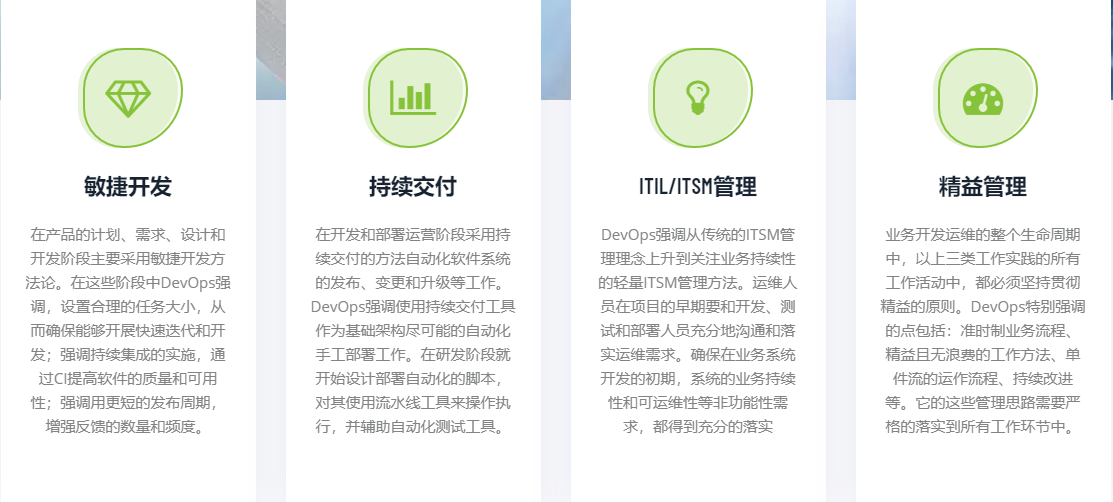 敏捷开发
在产品的计划、需求、设计和
开发阶段主要采用敏捷开发方
法论。在这些阶段中DevOps强
调，设置合理的任务大小，从
而确保能够开展快速迭代和开
发；强调持续集成的实施，通
过CI提高软件的质量和可用
性；强调用更短的发布周期，
增强反馈的数量和频度。
持续交付
在开发和部署运营阶段采用持
续交付的方法自动化软件系统
的发布、变更和升级等工作。
DevOps强调使用持续交付工具
作为基础架构尽可能的自动化
手工部署工作。在研发阶段就
开始设计部署自动化的脚本，
对其使用流水线工具来操作执
行，并辅助自动化测试工具。
ITIL/ITSM管理
DevOps强调从传统的ITSM管
理理念上升到关注业务持续性
的轻量ITSM管理方法。运维人
员在项目的早期要和开发、测
试和部署人员充分地沟通和落
实运维需求。确保在业务系统
开发的初期，系统的业务持续
性和可运维性等非功能性需
求，都得到充分的落实
精益管理
业务开发运维的整个生命周期
中，以上三类工作实践的所有
工作活动中，都必须坚持贯彻
精益的原则。DevOps特别强调
的点包括：准时制业务流程、
精益且无浪费的工作方法、单
件流的运作流程、持续改进
等。它的这些管理思路需要严
格的落实到所有工作环节中。